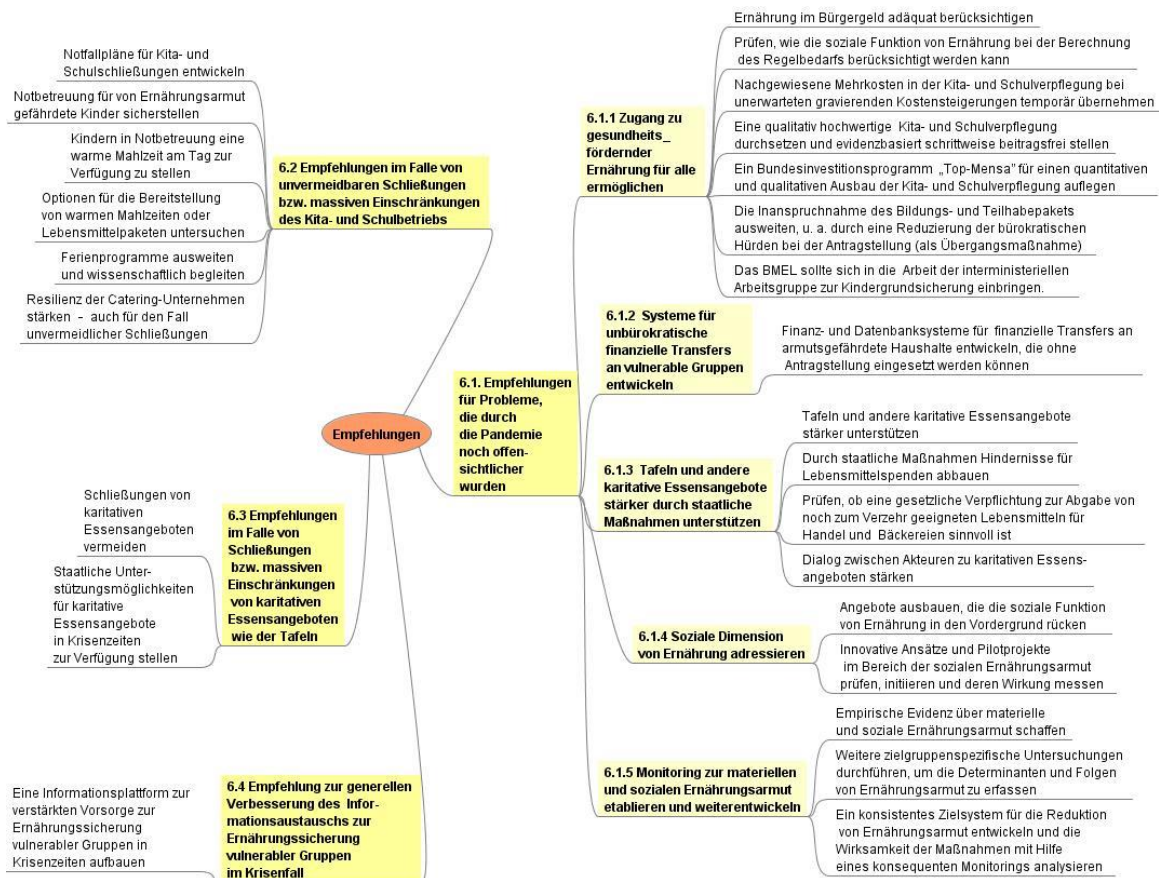 Empfehlungen
6.1. Empfehlungen
für Probleme,
die durch
die Pandemie
noch offen-
sichtlicher
wurden
6.1.1 Zugang zu
gesundheits_
fördernder
Ernährung für alle
ermöglichen
Ernährung im Bürgergeld adäquat berücksichtigen
Prüfen, wie die soziale Funktion von Ernährung bei der Berechnung
des Regelbedarfs berücksichtigt werden kann
Nachgewiesene Mehrkosten in der Kita- und Schulverpflegung bei
unerwarteten gravierenden Kostensteigerungen temporär übernehmen
Eine qualitativ hochwertige Kita- und Schulverpflegung
durchsetzen und evidenzbasiert schrittweise beitragsfrei stellen
Ein Bundesinvestitionsprogramm „Top-Mensa" für einen quantitativen
und qualitativen Ausbau der Kita- und Schulverpflegung auflegen
Die Inanspruchnahme des Bildungs- und Teilhabepakets
ausweiten, u. a. durch eine Reduzierung der bürokratischen
Hürden bei der Antragstellung (als Übergangsmaßnahme)
Das BMEL sollte sich in die Arbeit der interministeriellen
Arbeitsgruppe zur Kindergrundsicherung einbringen.
6.1.2 Systeme für
unbürokratische
finanzielle Transfers
an vulnerable Gruppen
entwickeln
Finanz- und Datenbanksysteme für finanzielle Transfers an
armutsgefährdete Haushalte entwickeln, die ohne
Antragstellung eingesetzt werden können
6.1.3 Tafeln und andere
karitative Essensangebote
stärker durch staatliche
Maßnahmen unterstützen
Tafeln und andere karitative Essensangebote
stärker unterstützen
Durch staatliche Maßnahmen Hindernisse für
Lebensmittelspenden abbauen
Prüfen, ob eine gesetzliche Verpflichtung zur Abgabe von
noch zum Verzehr geeigneten Lebensmitteln für
Handel und Bäckereien sinnvoll ist
Dialog zwischen Akteuren zu karitativen Essens-
angeboten stärken
6.1.4 Soziale Dimension
von Ernährung adressieren
Angebote ausbauen, die die soziale Funktion
von Ernährung in den Vordergrund rücken
Innovative Ansätze und Pilotprojekte
im Bereich der sozialen Ernährungsarmut
prüfen, initiieren und deren Wirkung messen
6.1.5 Monitoring zur materiellen
und sozialen Ernährungsarmut
etablieren und weiterentwickeln
Empirische Evidenz über materielle
und soziale Ernährungsarmut schaffen
Weitere zielgruppenspezifische Untersuchungen
durchführen, um die Determinanten und Folgen
von Ernährungsarmut zu erfassen
Ein konsistentes Zielsystem für die Reduktion
von Ernährungsarmut entwickeln und die
Wirksamkeit der Maßnahmen mit Hilfe
eines konsequenten Monitorings analysieren
6.2 Empfehlungen im Falle von
unvermeidbaren Schließungen
bzw. massiven Einschränkungen
des Kita- und Schulbetriebs
Notfallpläne für Kita- und
Schulschließungen entwickeln
Notbetreuung für von Ernährungsarmut
gefährdete Kinder sicherstellen
Kindern in Notbetreuung eine
warme Mahlzeit am Tag zur
Verfügung zu stellen
Optionen für die Bereitstellung
von warmen Mahlzeiten oder
Lebensmittelpaketen untersuchen
Ferienprogramme ausweiten
und wissenschaftlich begleiten
Resilienz der Catering-Unternehmen
stärken - auch für den Fall
unvermeidlicher Schließungen
6.3 Empfehlungen
im Falle von
Schließungen
bzw. massiven
Einschränkungen
von karitativen
Essensangeboten
wie der Tafeln
Schließungen von
karitativen
Essensangeboten
vermeiden
Staatliche Unter-
stützungsmöglichkeiten
für karitative
Essensangebote
in Krisenzeiten
zur Verfügung stellen
6.4 Empfehlung zur generellen
Verbesserung des Infor-
mationsaustauschs zur
Ernährungssicherung
vulnerabler Gruppen
im Krisenfall
Eine Informationsplattform zur
verstärkten Vorsorge zur
Ernährungssicherung
vulnerabler Gruppen in
Krisenzeiten aufbauen